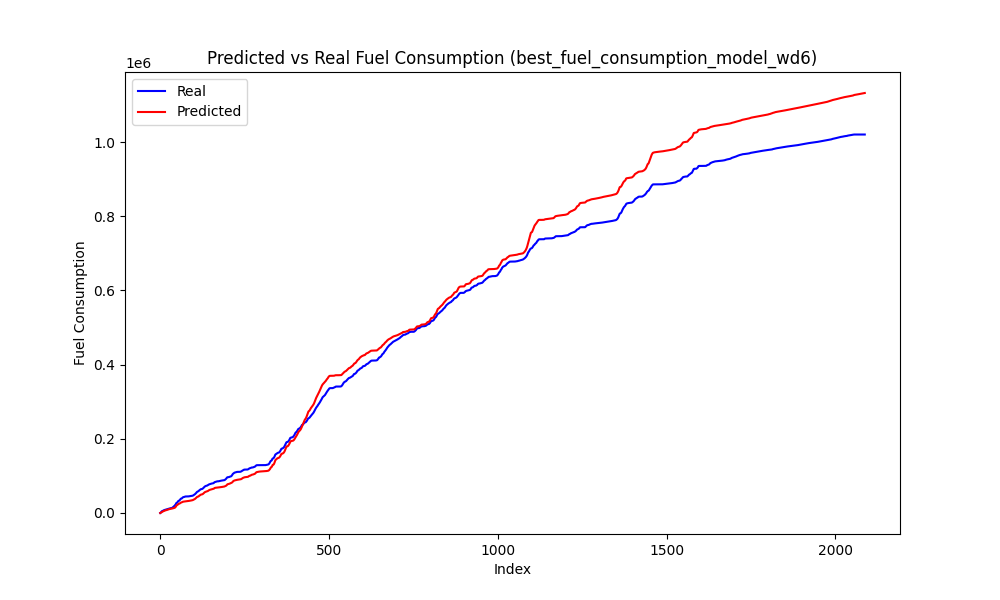 Predicted vs Real Fuel Consumption (best_fuel_consumption_model_wd6)
1e6
Real
Predicted
1.0
0.8
0.6
0.4
0.2
0.0
Fuel Consumption
0 500 1000 1500 2000
Index